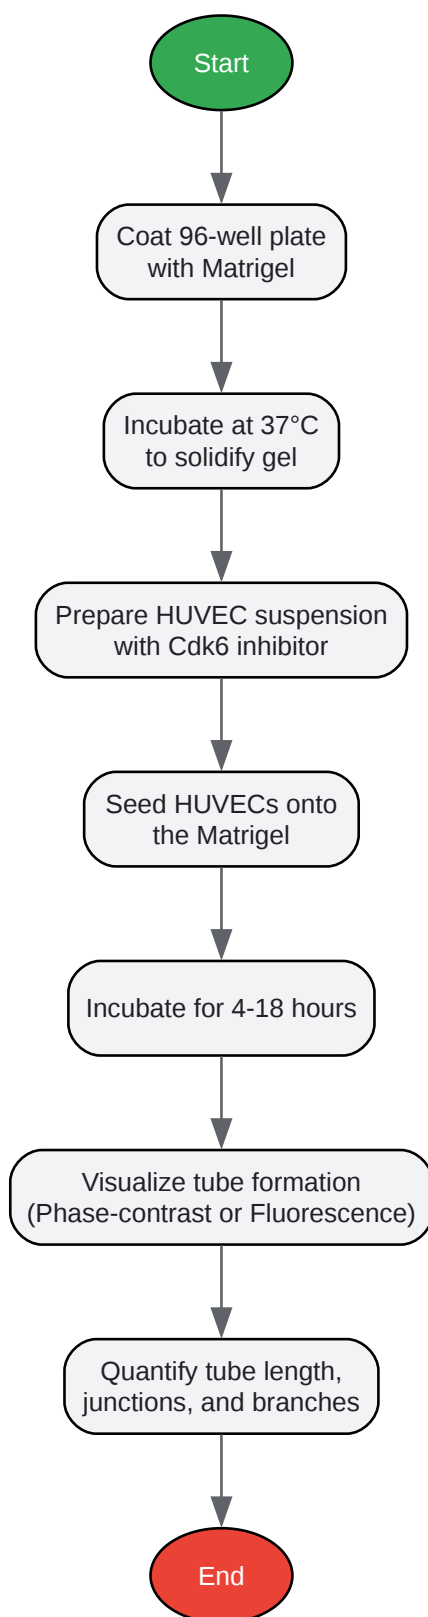 Start
Coat 96-well plate
with Matrigel
Incubate at 37°C
to solidify gel
Prepare HUVEC suspension
with Cdk6 inhibitor
Seed HUVECs onto
the Matrigel
Incubate for 4-18 hours
Visualize tube formation
(Phase-contrast or Fluorescence)
Quantify tube length,
junctions, and branches
End